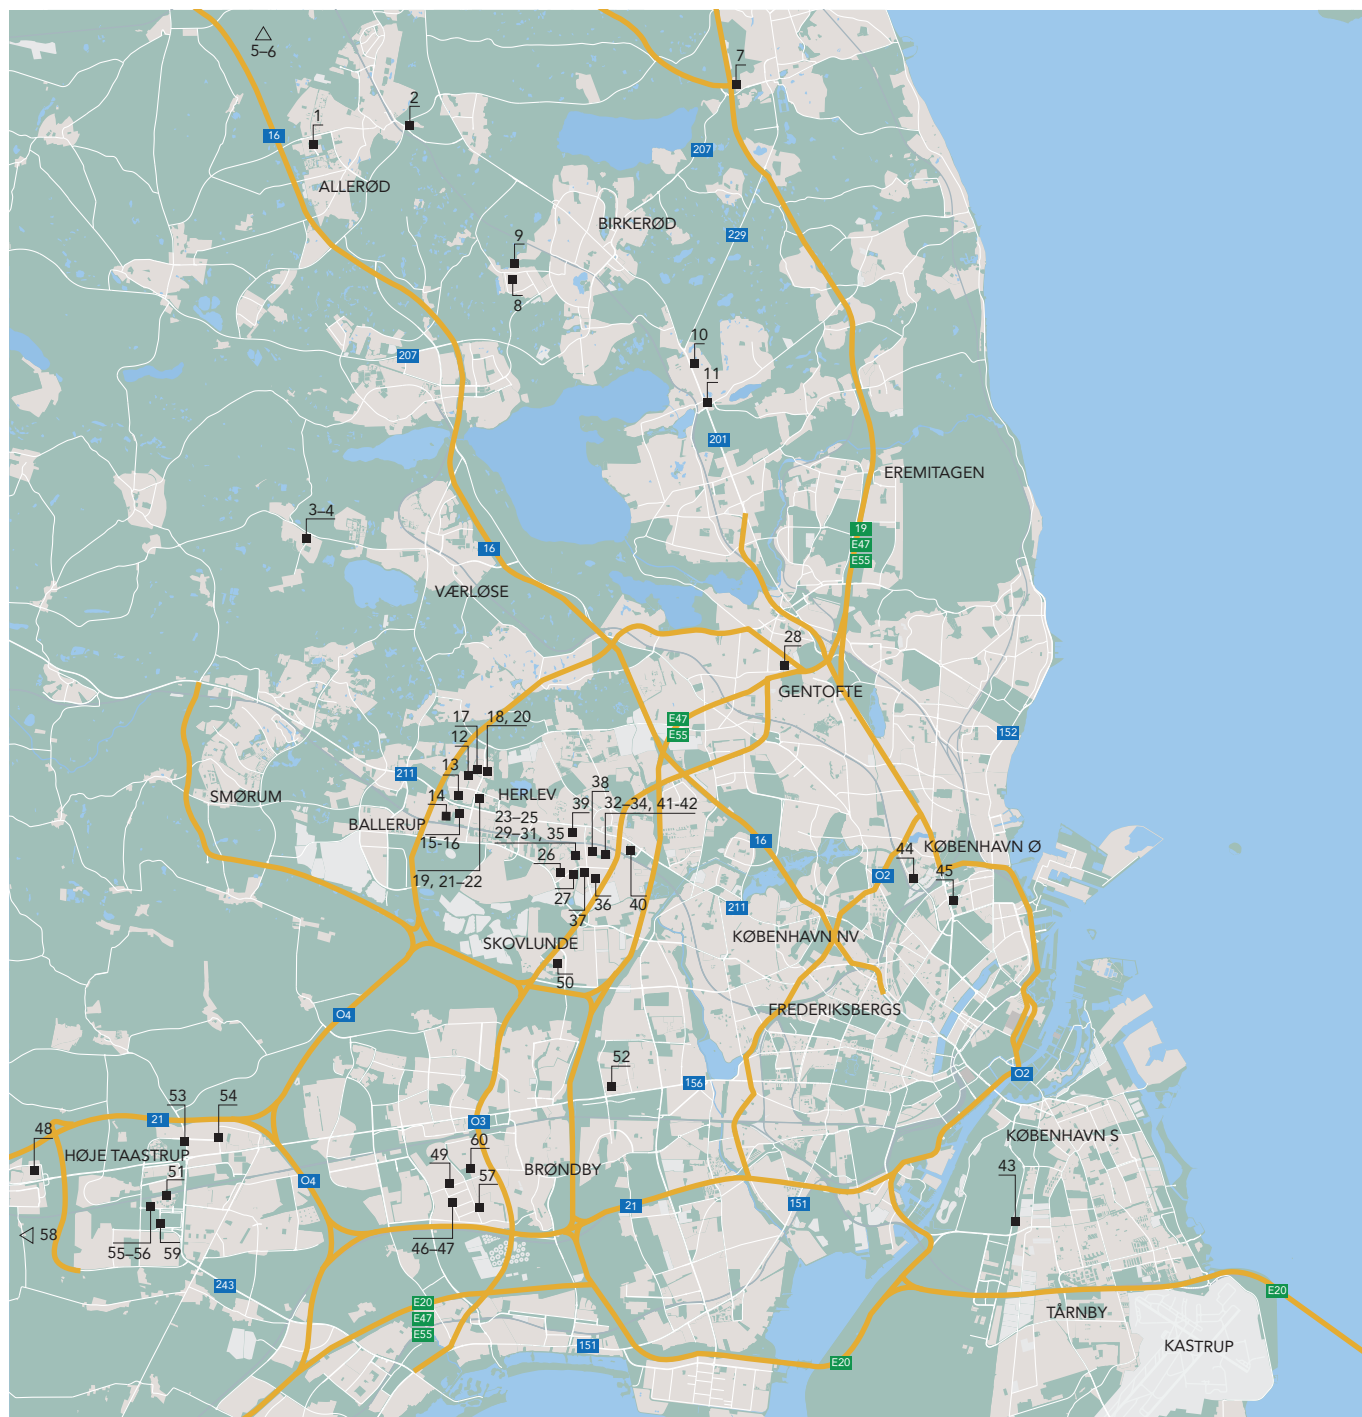 5–6
7
2
1
16
207
ALLERØD
BIRKERØD
229
9
8
10
207
11
201
EREMITAGEN
3–4
19
E47
E55
16
VÆRLØSE
28
GENTOFTE
E47
E55
152
17
18, 20
12
13
211
14
HERLEV
SMØRUM
BALLERUP
15-16
23–25
29–31, 35
38
39
32–34, 41-42
26
19, 21–22
27
37
36
40
16
KØBENHAVN Ø
44
O2
45
211
KØBENHAVN NV
SKOVLUNDE
50
O4
FREDERIKSBERGS
52
156
O2
53
54
21
48
HØJE TAASTRUP
O3
60
49
57
BRØNDBY
KØBENHAVN S
43
51
O4
21
151
58
55–56
59
46–47
243
E20
E47
E55
151
E20
E20
TÅRNBY
KASTRUP